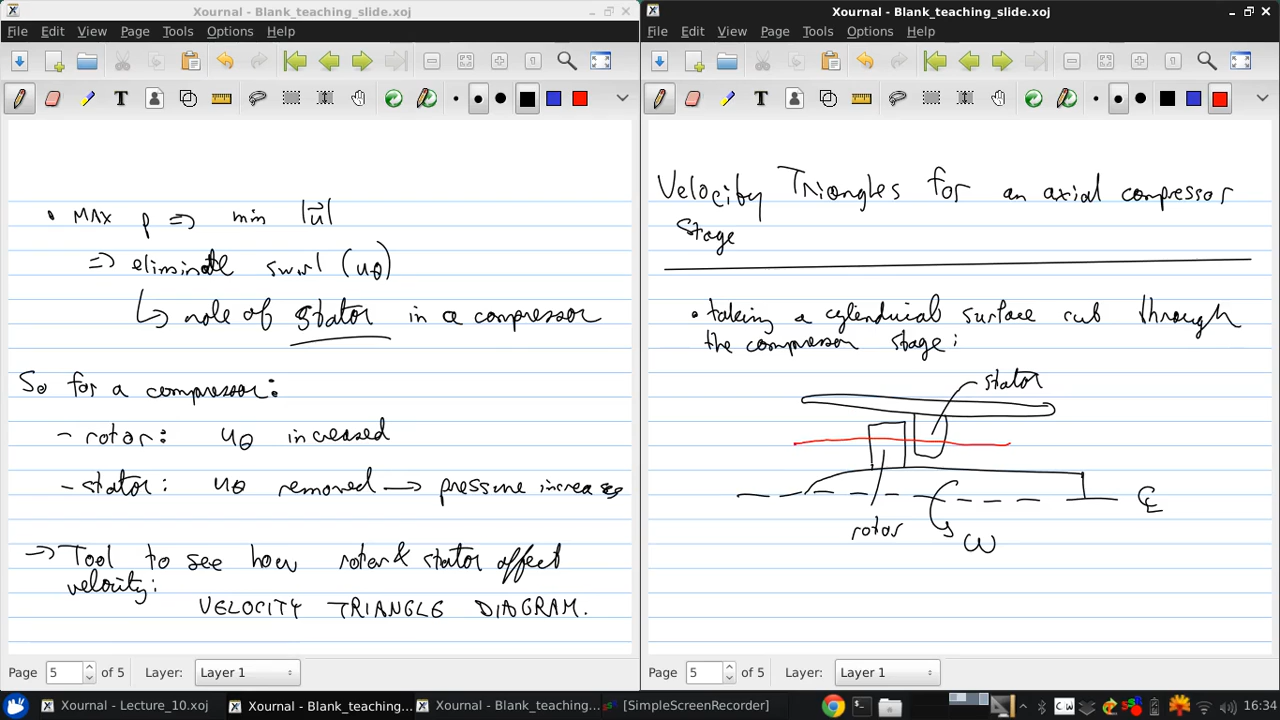 Xournal - Blank_teaching_slide.xoj
File Edit View Page Tools Options Help
• MAX p => min |u|
=> eliminate swirl (uθ)
↳ role of stator in a compressor
So for a compressor:
- rotor: uθ increased
- stator: uθ removed → pressure increases
→ Tool to see how rotor & stator affect
velocity:
VELOCITY TRIANGLE DIAGRAM.
Page 5 of 5 Layer: Layer 1
Xournal - Blank_teaching_slide.xoj
File Edit View Page Tools Options Help
Velocity Triangles for an axial compressor
Stage
• taking a cylindrical surface cut through
the compressor stage:
stator
rotor
ω
℄
Page 5 of 5 Layer: Layer 1
Xournal - Lecture_10.xoj
Xournal - Blank_teaching...
Xournal - Blank_teaching...
[SimpleScreenRecorder]
16:34